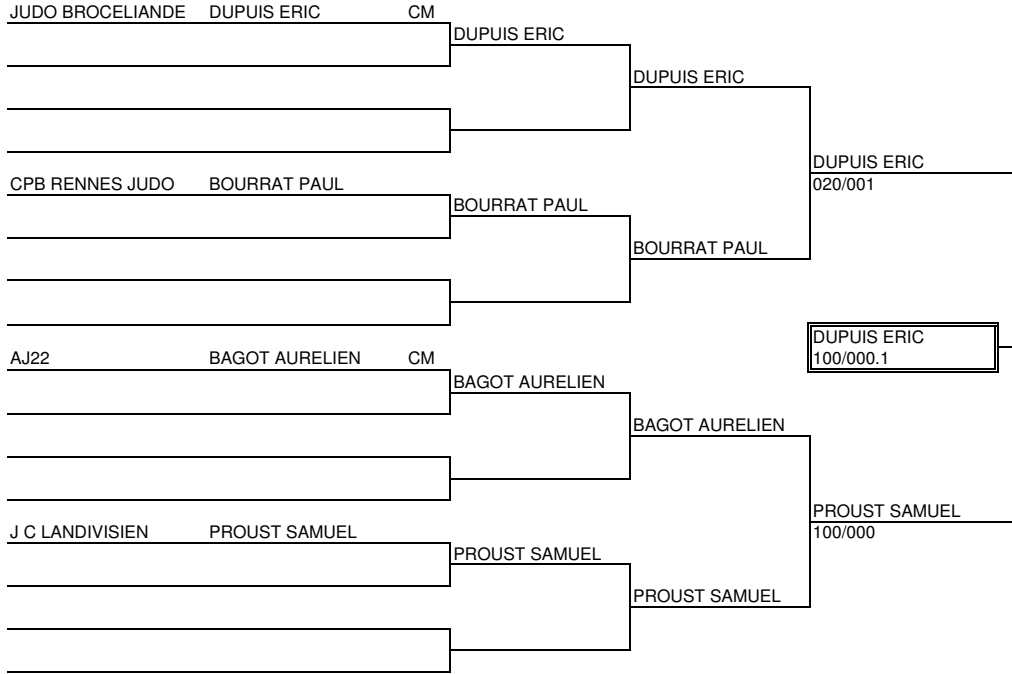 JUDO BROCELIANDE DUPUIS ERIC CM
DUPUIS ERIC
DUPUIS ERIC
DUPUIS ERIC
020/001
CPB RENNES JUDO BOURRAT PAUL
BOURRAT PAUL
BOURRAT PAUL
DUPUIS ERIC
100/000.1
AJ22 BAGOT AURELIEN CM
BAGOT AURELIEN
BAGOT AURELIEN
PROUST SAMUEL
100/000
J C LANDIVISIEN PROUST SAMUEL
PROUST SAMUEL
PROUST SAMUEL